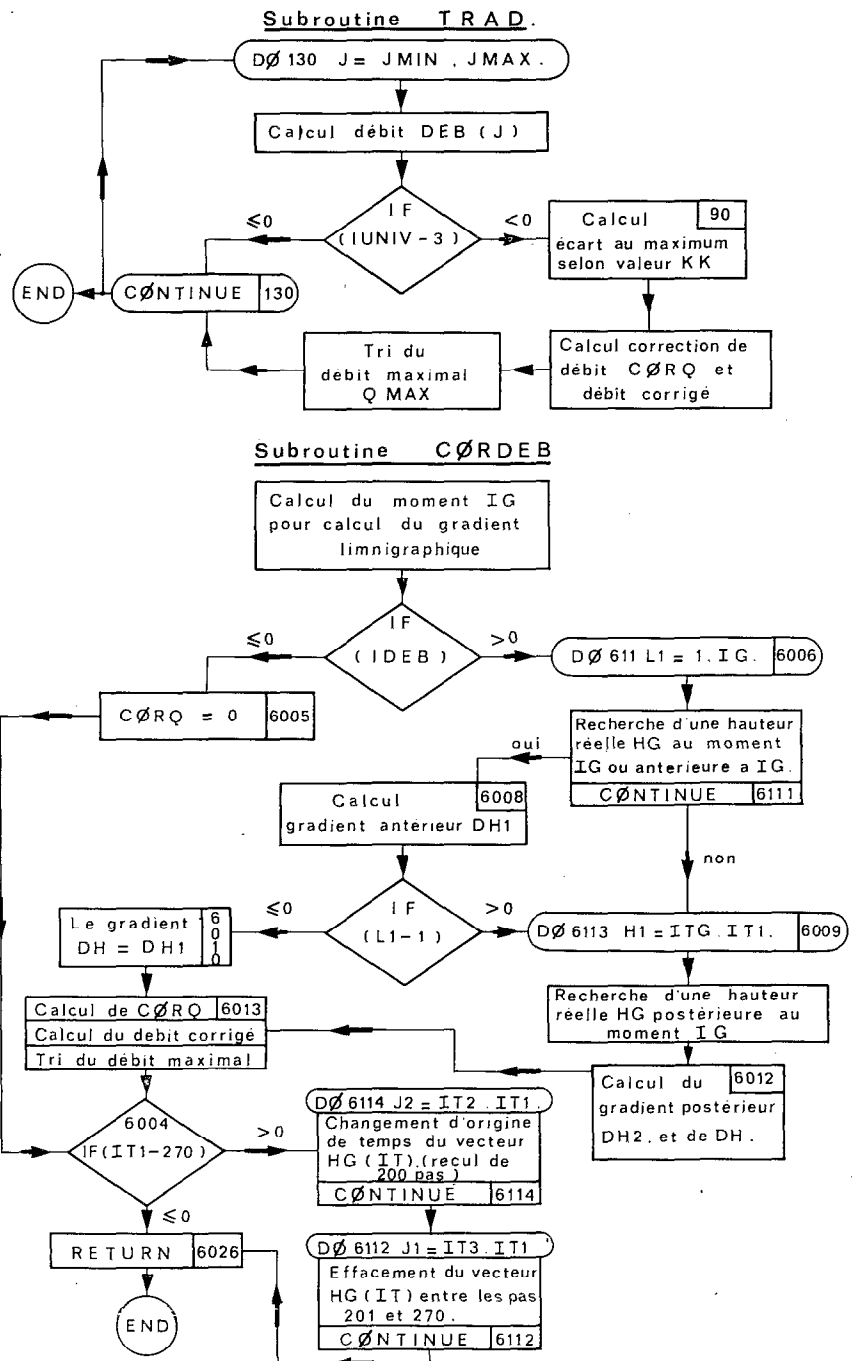 Subroutine TRAD.
DØ 130 J = JMIN , JMAX .
Calcul débit DEB ( J )
IF
( IUNIV - 3 )
⩽0
<0
Calcul
90
écart au maximum
selon valeur KK
END
CØNTINUE
130
Tri du
débit maximal
Q MAX
Calcul correction de
débit CØRQ et
débit corrigé
Subroutine CØRDEB
Calcul du moment IG
pour calcul du gradient
limnigraphique
IF
( IDEB )
⩽0
>0
DØ 611 L1 = 1. IG.
6006
CØRQ = 0
6005
Recherche d'une hauteur
réelle HG au moment
IG ou anterieure a IG.
CØNTINUE
6111
oui
non
Calcul
6008
gradient antérieur DH1
IF
( L1 - 1 )
⩽0
>0
Le gradient
DH = DH1
6010
DØ 6113 H1 = ITG. IT1.
6009
Calcul de CØRQ
6013
Calcul du debit corrigé
Tri du débit maximal
Recherche d'une hauteur
réelle HG postérieure au
moment IG
Calcul du
6012
gradient postérieur
DH2. et de DH.
6004
IF(IT1-270)
>0
⩽0
DØ 6114 J2 = IT2 . IT1.
Changement d'origine
de temps du vecteur
HG ( IT ).(recul de
200 pas )
CØNTINUE
6114
RETURN
6026
DØ 6112 J1 = IT3. IT1
Effacement du vecteur
HG ( IT ) entre les pas
201 et 270.
CØNTINUE
6112
END